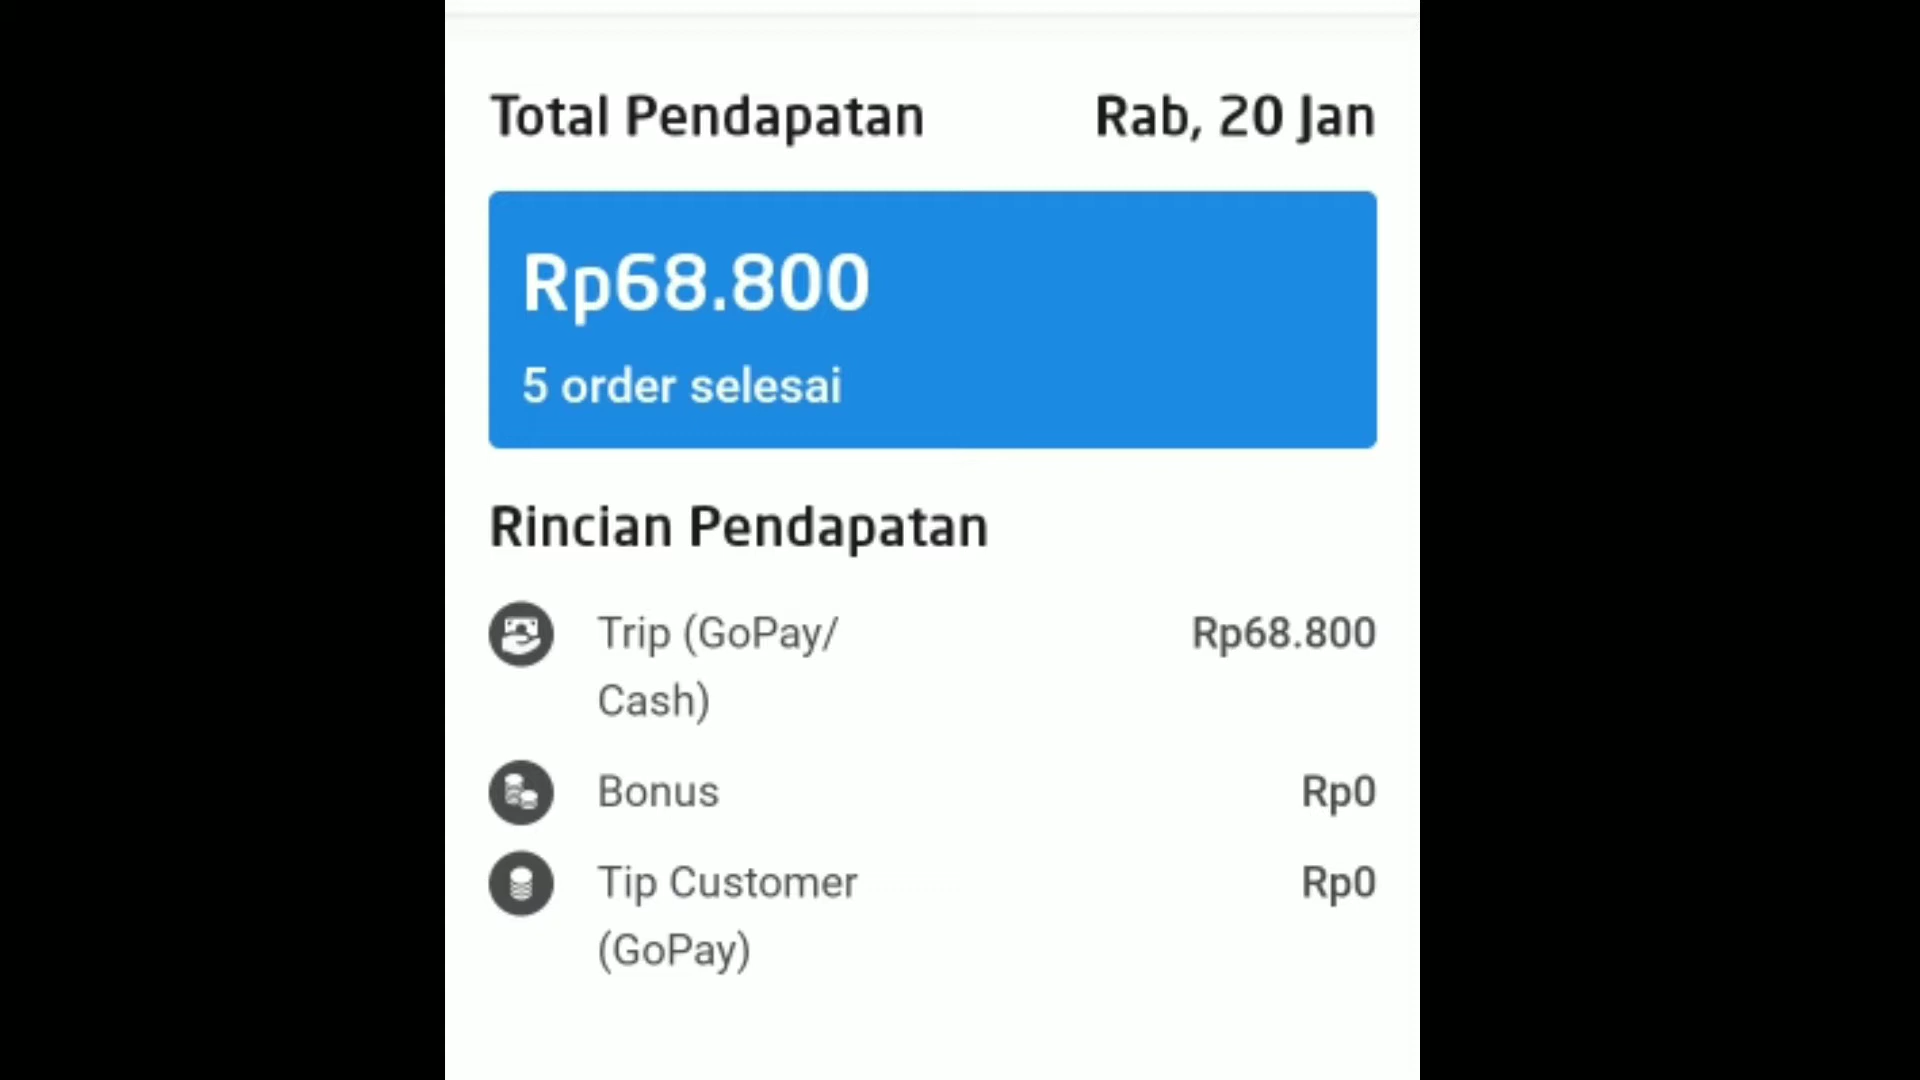 Total Pendapatan Rab, 20 Jan
Rp68.800
5 order selesai
Rincian Pendapatan
Trip (GoPay/ Rp68.800
Cash)
Bonus Rp0
Tip Customer Rp0
(GoPay)